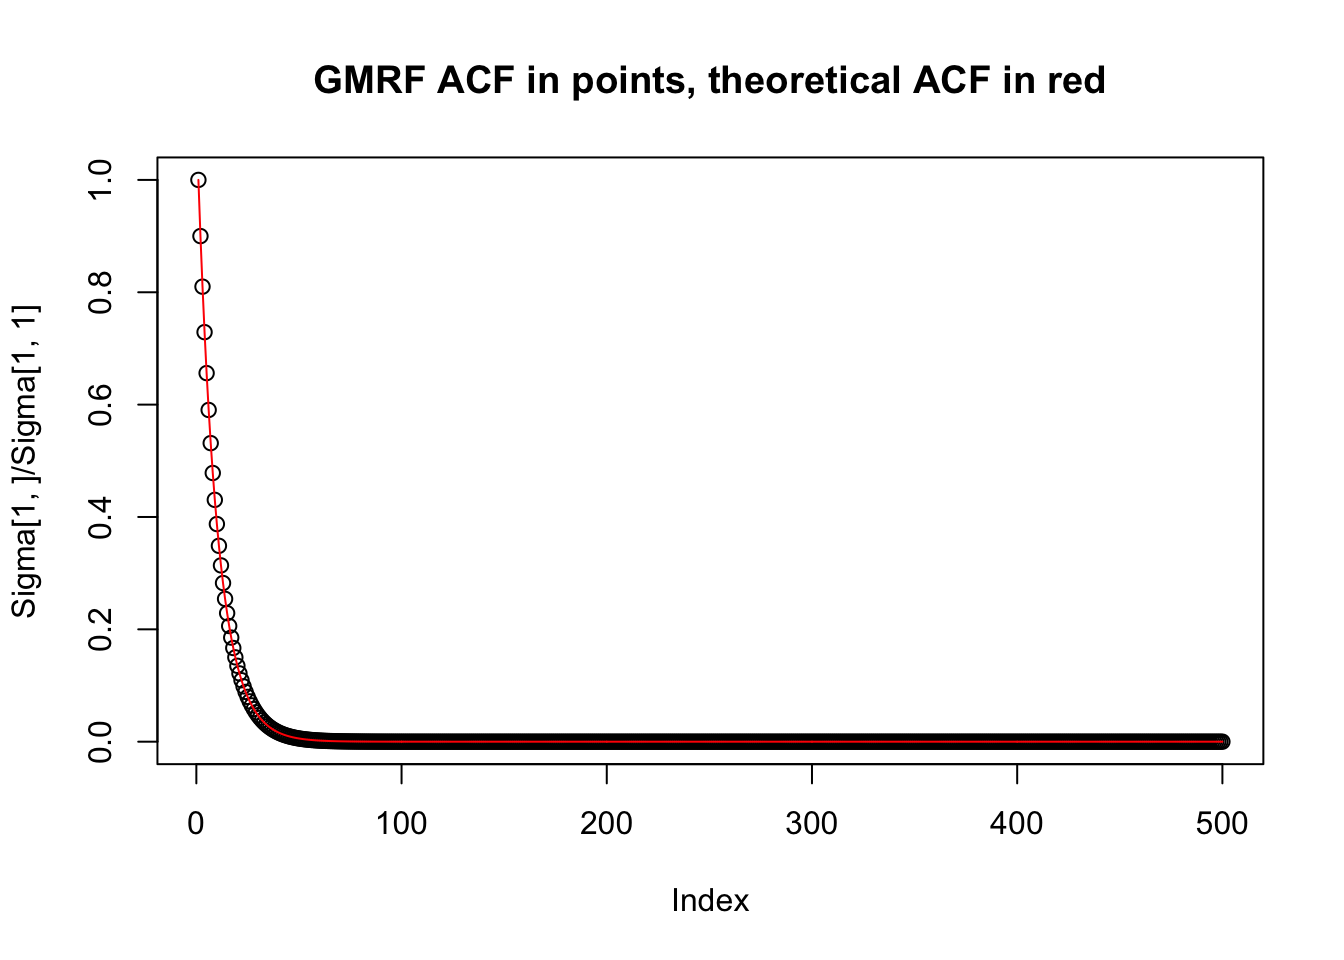 GMRF ACF in points, theoretical ACF in red
Sigma[1, ]/Sigma[1, 1]
1.0
0.8
0.6
0.4
0.2
0.0
0 100 200 300 400 500
Index